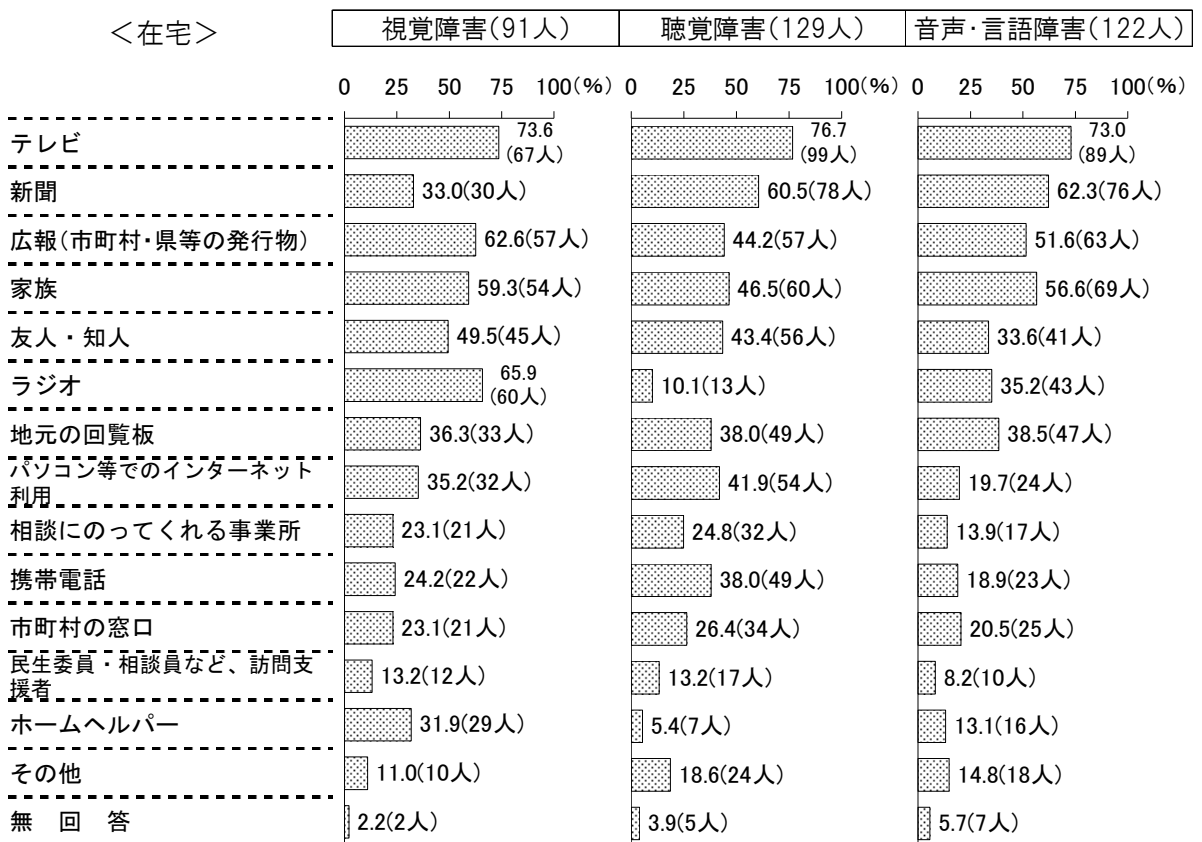 ＜在宅＞ 視覚障害(91人) 聴覚障害(129人) 音声・言語障害(122人)
0 25 50 75 100(%) 0 25 50 75 100(%) 0 25 50 75 100(%)
テレビ 73.6(67人) 76.7(99人) 73.0(89人)
新聞 33.0(30人) 60.5(78人) 62.3(76人)
広報(市町村・県等の発行物) 62.6(57人) 44.2(57人) 51.6(63人)
家族 59.3(54人) 46.5(60人) 56.6(69人)
友人・知人 49.5(45人) 43.4(56人) 33.6(41人)
ラジオ 65.9(60人) 10.1(13人) 35.2(43人)
地元の回覧板 36.3(33人) 38.0(49人) 38.5(47人)
パソコン等でのインターネット
利用 35.2(32人) 41.9(54人) 19.7(24人)
相談にのってくれる事業所 23.1(21人) 24.8(32人) 13.9(17人)
携帯電話 24.2(22人) 38.0(49人) 18.9(23人)
市町村の窓口 23.1(21人) 26.4(34人) 20.5(25人)
民生委員・相談員など、訪問支
援者 13.2(12人) 13.2(17人) 8.2(10人)
ホームヘルパー 31.9(29人) 5.4(7人) 13.1(16人)
その他 11.0(10人) 18.6(24人) 14.8(18人)
無 回 答 2.2(2人) 3.9(5人) 5.7(7人)